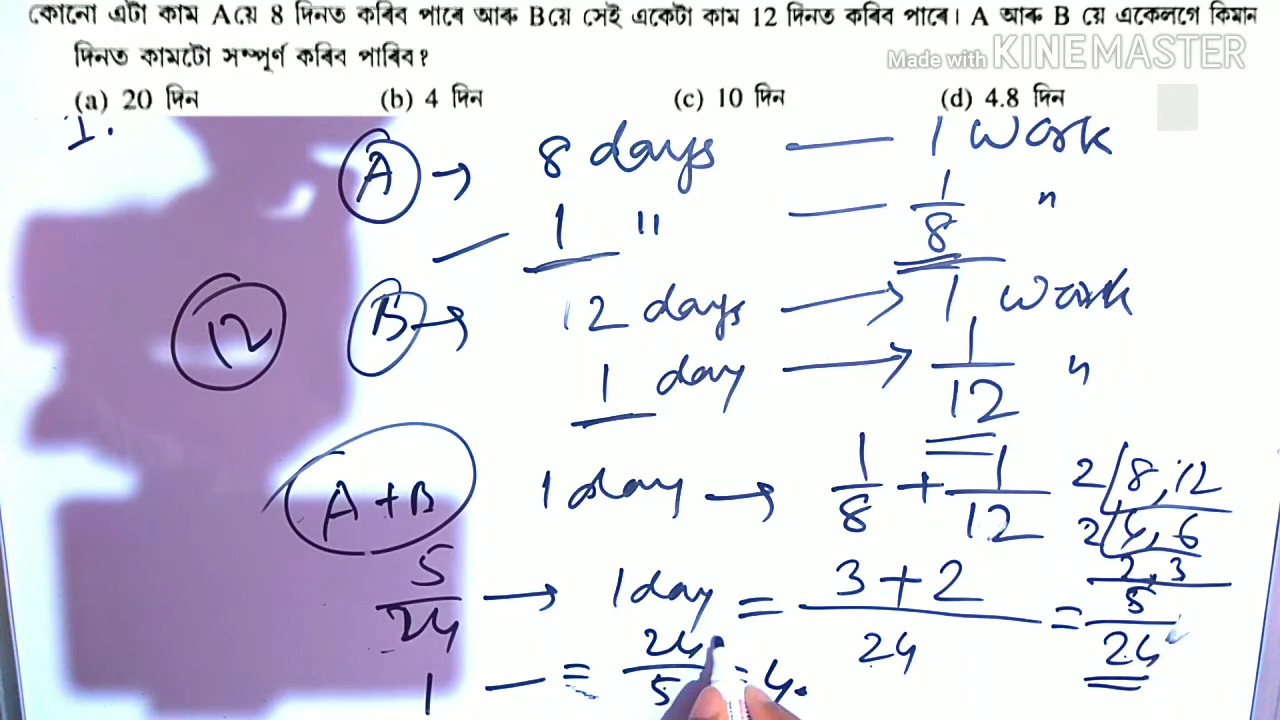 কোনো এটা কাম A য়ে 8 দিনত কৰিব পাৰে আৰু B য়ে সেই একেটা কাম 12 দিনত কৰিব পাৰে। A আৰু B য়ে একেলগে কিমান
দিনত কামটো সম্পূৰ্ণ কৰিব পাৰিব?
Made with KINEMASTER
(a) 20 দিন (b) 4 দিন (c) 10 দিন (d) 4.8 দিন
I.
A → 8 days — 1 work
— 1 " — 1/8 "
B → 12 days → 1 work
12
1 day → 1/12 "
A + B 1 day → 1/8 + 1/12
2 / 8, 12
2 / 4, 6
2, 3
5/24 → 1 day = 3 + 2 / 24 = 5/24
1 — = 24/5 = 4.